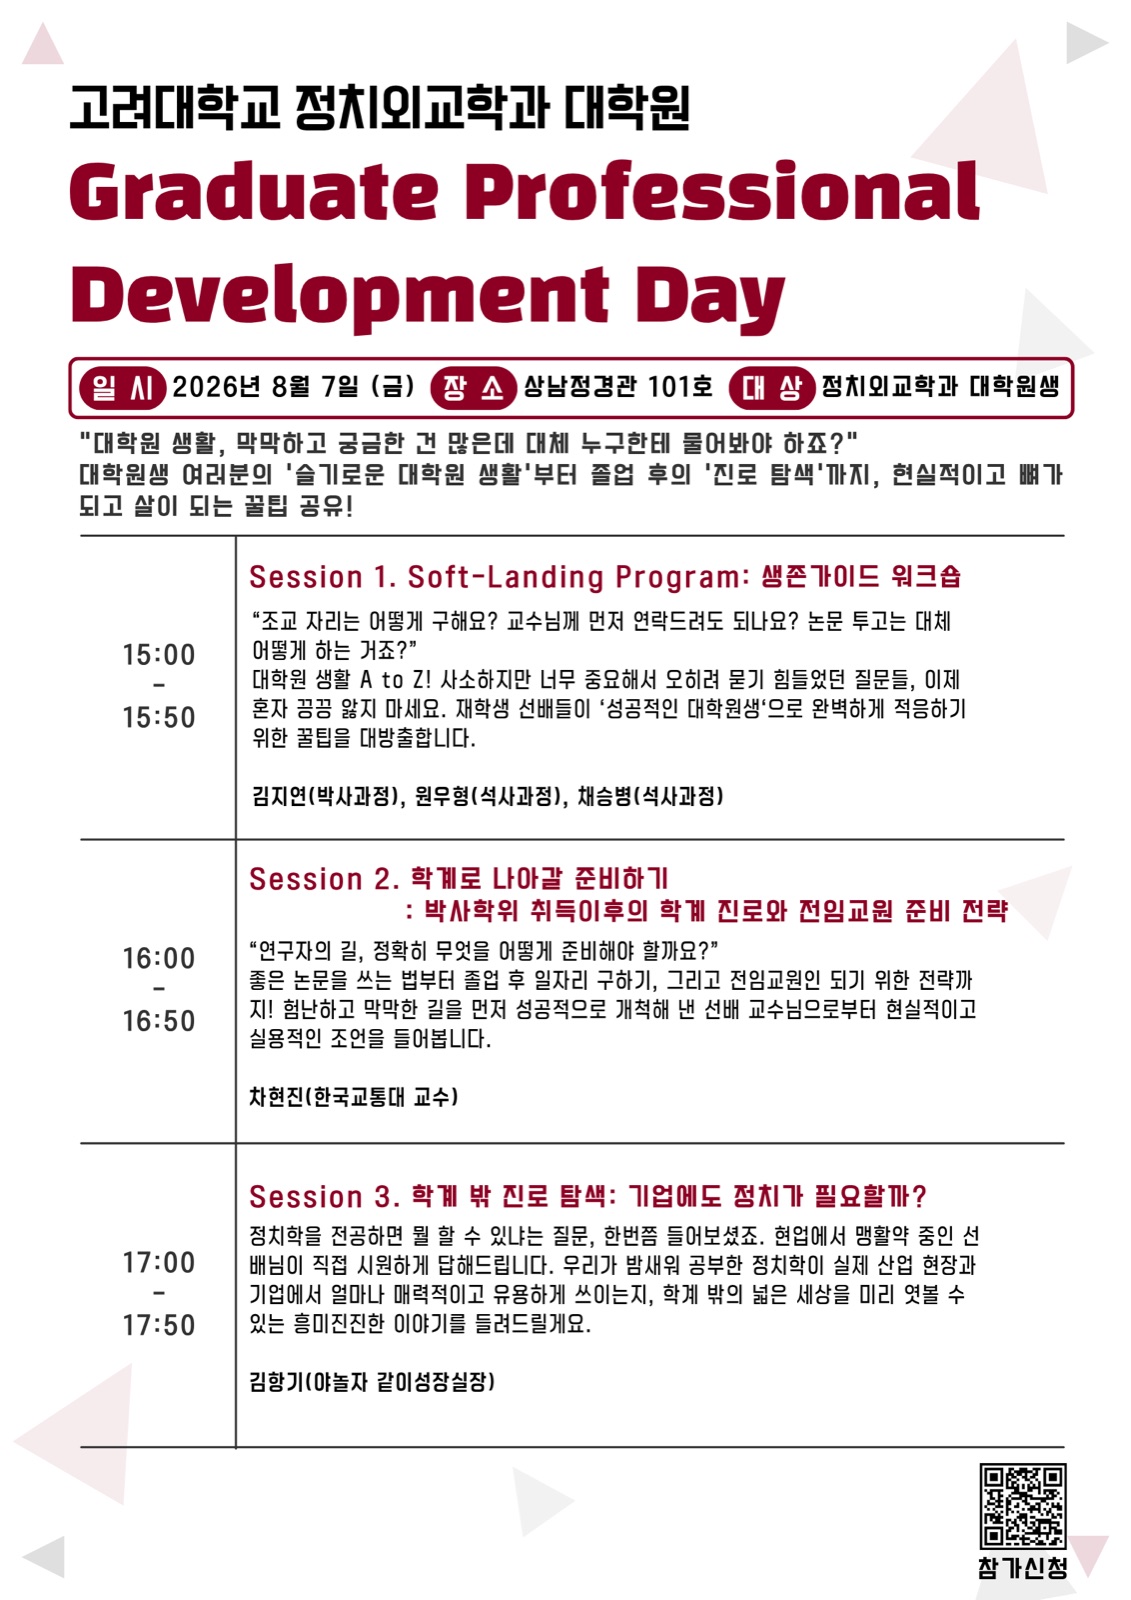 고려대학교 정치외교학과 대학원
Graduate Professional
Development Day
일 시 2026년 8월 7일 (금) 장 소 상남정경관 101호 대 상 정치외교학과 대학원생
"대학원 생활, 막막하고 궁금한 건 많은데 대체 누구한테 물어봐야 하죠?"
대학원생 여러분의 '슬기로운 대학원 생활'부터 졸업 후의 '진로 탐색'까지, 현실적이고 뼈가
되고 살이 되는 꿀팁 공유!
15:00
-
15:50
Session 1. Soft-Landing Program: 생존가이드 워크숍
“조교 자리는 어떻게 구해요? 교수님께 먼저 연락드려도 되나요? 논문 투고는 대체
어떻게 하는 거죠?”
대학원 생활 A to Z! 사소하지만 너무 중요해서 오히려 묻기 힘들었던 질문들, 이제
혼자 끙끙 앓지 마세요. 재학생 선배들이 ‘성공적인 대학원생‘으로 완벽하게 적응하기
위한 꿀팁을 대방출합니다.
김지연(박사과정), 원우형(석사과정), 채승병(석사과정)
16:00
-
16:50
Session 2. 학계로 나아갈 준비하기
: 박사학위 취득이후의 학계 진로와 전임교원 준비 전략
“연구자의 길, 정확히 무엇을 어떻게 준비해야 할까요?”
좋은 논문을 쓰는 법부터 졸업 후 일자리 구하기, 그리고 전임교원인 되기 위한 전략까
지! 험난하고 막막한 길을 먼저 성공적으로 개척해 낸 선배 교수님으로부터 현실적이고
실용적인 조언을 들어봅니다.
차현진(한국교통대 교수)
17:00
-
17:50
Session 3. 학계 밖 진로 탐색: 기업에도 정치가 필요할까?
정치학을 전공하면 뭘 할 수 있냐는 질문, 한번쯤 들어보셨죠. 현업에서 맹활약 중인 선
배님이 직접 시원하게 답해드립니다. 우리가 밤새워 공부한 정치학이 실제 산업 현장과
기업에서 얼마나 매력적이고 유용하게 쓰이는지, 학계 밖의 넓은 세상을 미리 엿볼 수
있는 흥미진진한 이야기를 들려드릴게요.
김항기(야놀자 같이성장실장)
참가신청